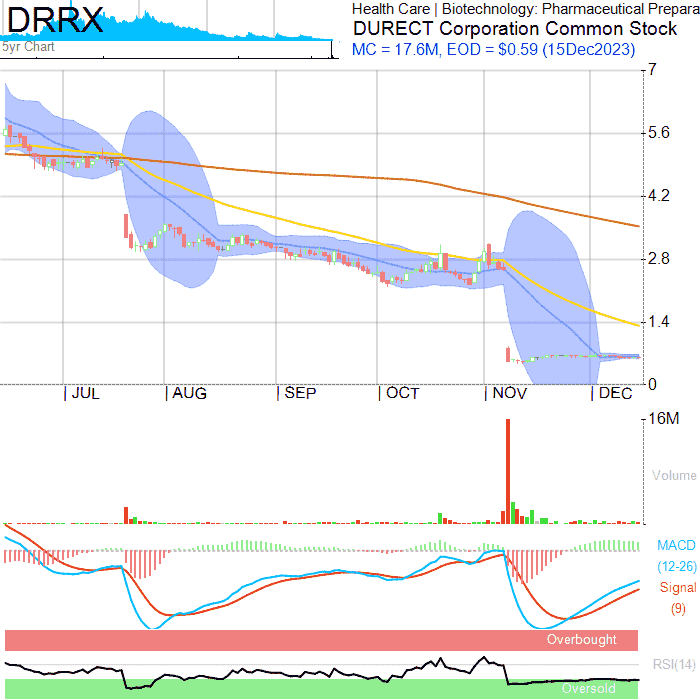 DRRX
5yr Chart
Health Care | Biotechnology: Pharmaceutical Prepara
DURECT Corporation Common Stock
MC = 17.6M, EOD = $0.59 (15Dec2023)
7
5.6
4.2
2.8
1.4
0
JUL AUG SEP OCT NOV DEC
16M
Volume
MACD
(12-26)
Signal
(9)
Overbought
RSI(14)
Oversold